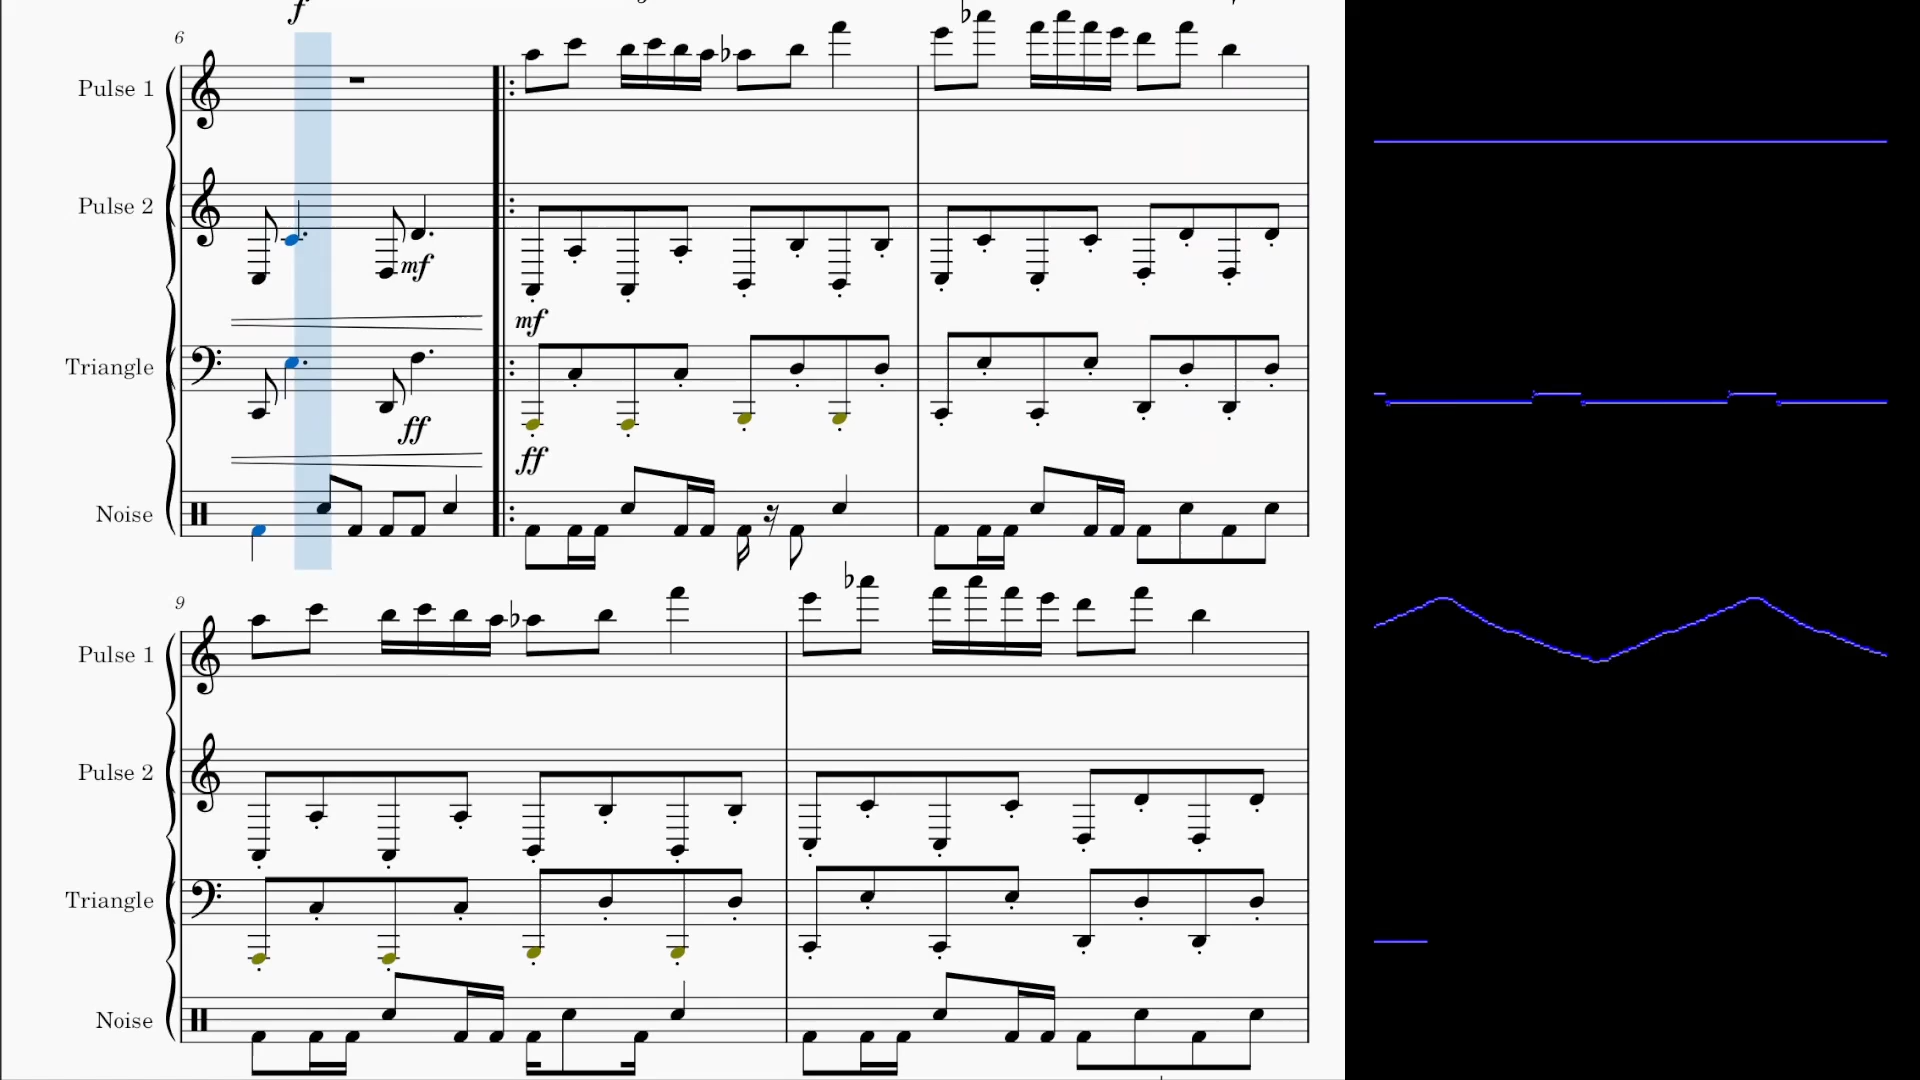 f
6
Pulse 1
Pulse 2
mf
mf
Triangle
ff
ff
Noise
9
Pulse 1
Pulse 2
Triangle
Noise